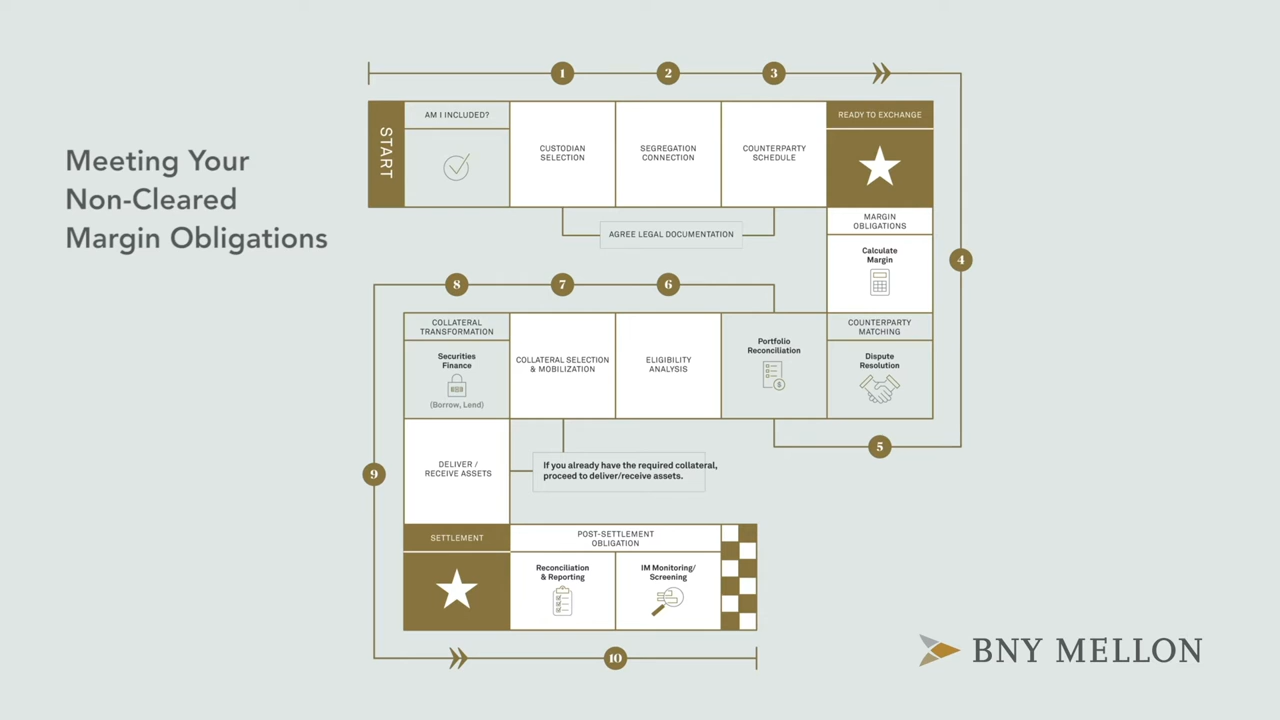 Meeting Your
Non-Cleared
Margin Obligations
1
2
3
START
AM I INCLUDED?
CUSTODIAN
SELECTION
SEGREGATION
CONNECTION
COUNTERPARTY
SCHEDULE
READY TO EXCHANGE
AGREE LEGAL DOCUMENTATION
MARGIN
OBLIGATIONS
Calculate
Margin
4
COUNTERPARTY
MATCHING
Dispute
Resolution
5
Portfolio
Reconciliation
$
6
ELIGIBILITY
ANALYSIS
7
COLLATERAL SELECTION
& MOBILIZATION
8
COLLATERAL
TRANSFORMATION
Securities
Finance
(Borrow, Lend)
If you already have the required collateral,
proceed to deliver/receive assets.
9
DELIVER /
RECEIVE ASSETS
SETTLEMENT
POST-SETTLEMENT
OBLIGATION
Reconciliation
& Reporting
IM Monitoring/
Screening
10
BNY MELLON